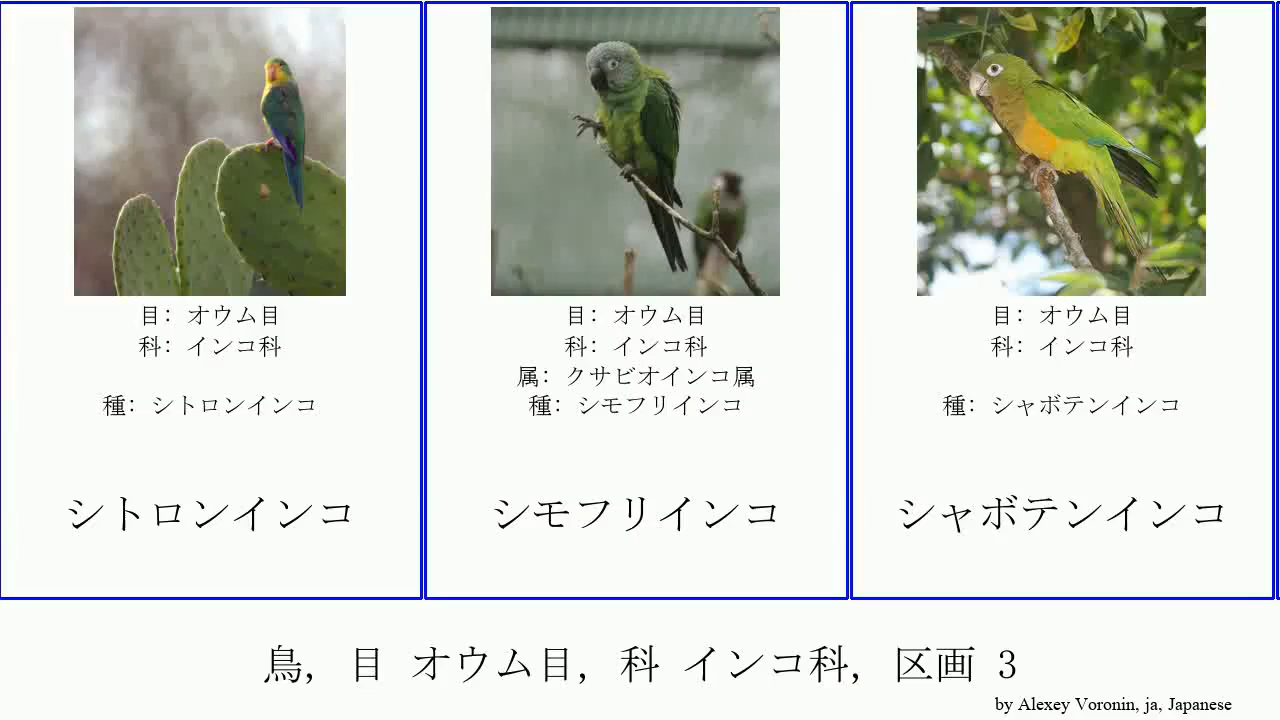 目: オウム目
科: インコ科
種: シトロンインコ
シトロンインコ
目: オウム目
科: インコ科
属: クサビオインコ属
種: シモフリインコ
シモフリインコ
目: オウム目
科: インコ科
種: シャボテンインコ
シャボテンインコ
鳥, 目 オウム目, 科 インコ科, 区画 3
by Alexey Voronin, ja, Japanese